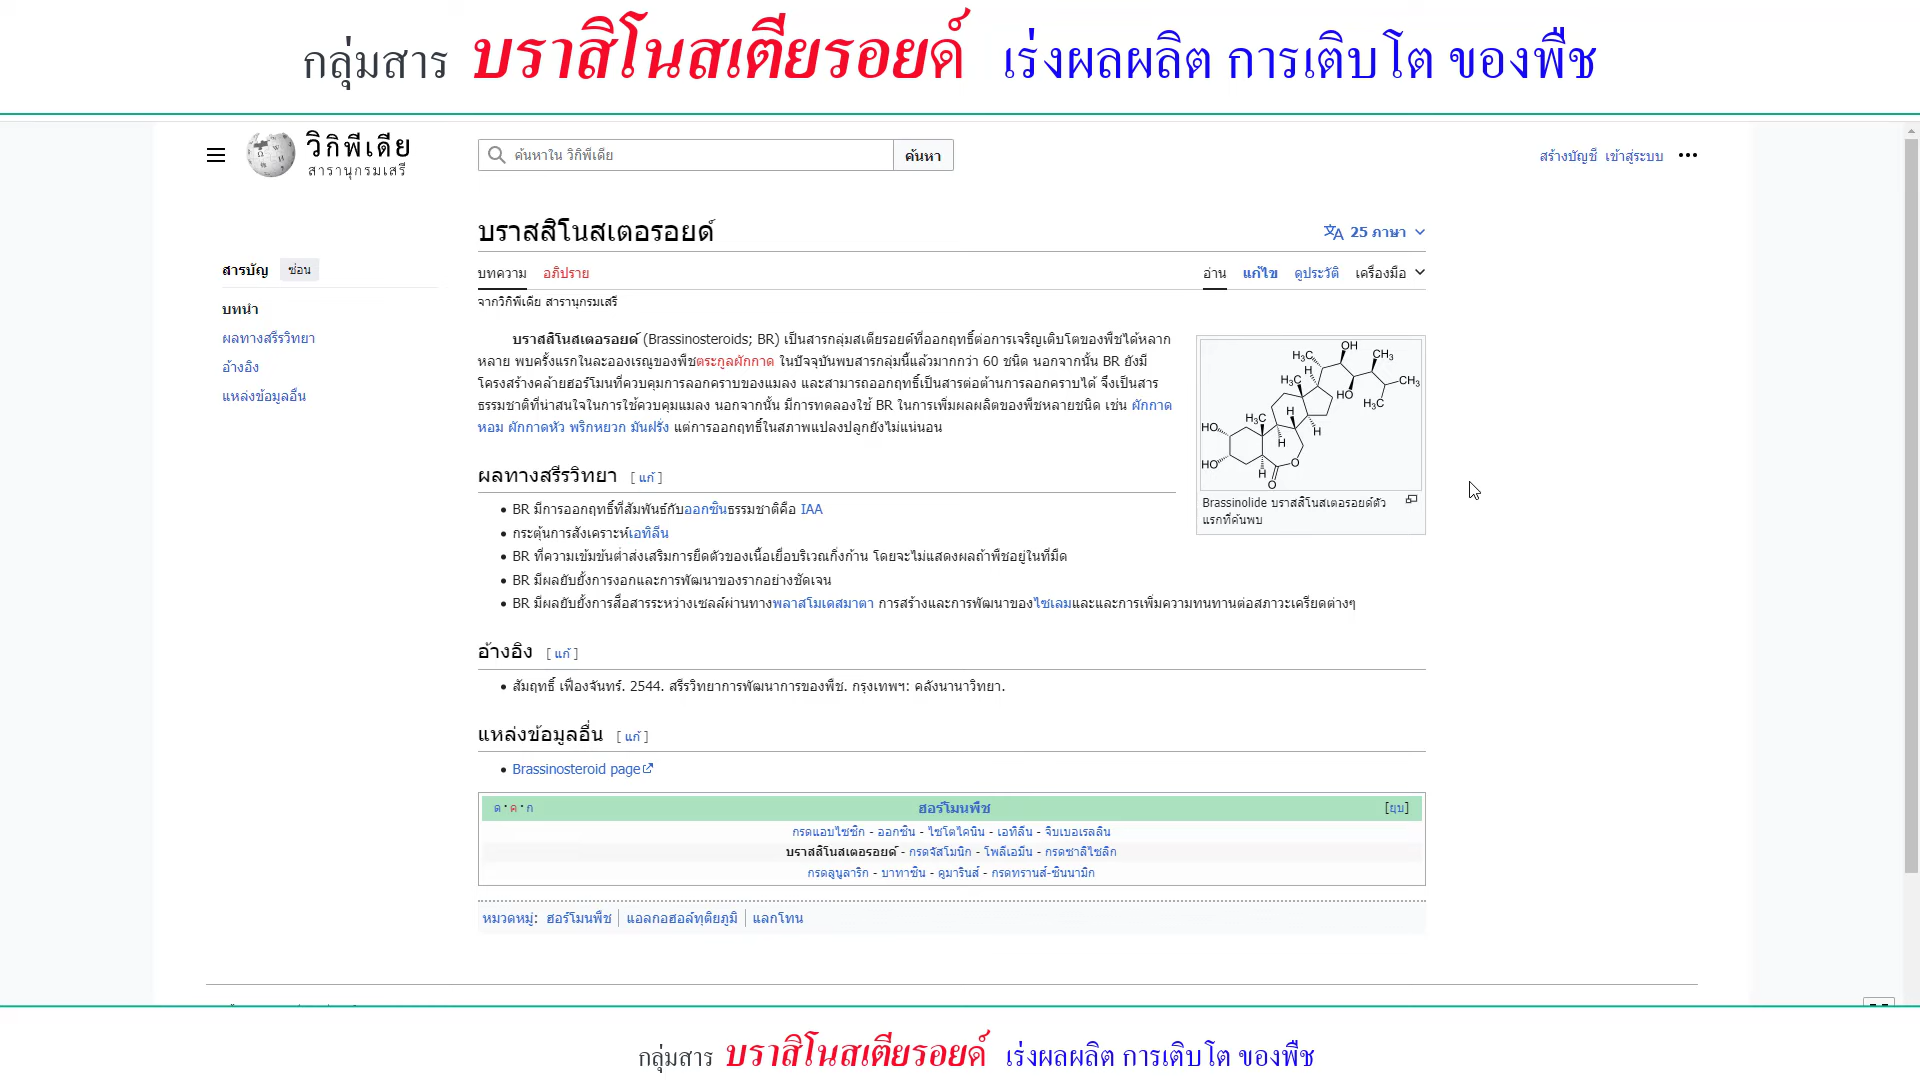 กลุ่มสาร บราสิโนสเตียรอยด์ เร่งผลผลิต การเติบโต ของพืช
วิกิพีเดีย
สารานุกรมเสรี
ค้นหาใน วิกิพีเดีย
ค้นหา
สร้างบัญชี เข้าสู่ระบบ
บราสสิโนสเตอรอยด์
25 ภาษา
สารบัญ ซ่อน
บทนำ
ผลทางสรีรวิทยา
อ้างอิง
แหล่งข้อมูลอื่น
บทความ อภิปราย
อ่าน แก้ไข ดูประวัติ เครื่องมือ
จากวิกิพีเดีย สารานุกรมเสรี
บราสสิโนสเตอรอยด์ (Brassinosteroids; BR) เป็นสารกลุ่มสเตียรอยด์ที่ออกฤทธิ์ต่อการเจริญเติบโตของพืชได้หลาก
หลาย พบครั้งแรกในละอองเรณูของพืชตระกูลผักกาด ในปัจจุบันพบสารกลุ่มนี้แล้วมากกว่า 60 ชนิด นอกจากนั้น BR ยังมี
โครงสร้างคล้ายฮอร์โมนที่ควบคุมการลอกคราบของแมลง และสามารถออกฤทธิ์เป็นสารต่อต้านการลอกคราบได้ จึงเป็นสาร
ธรรมชาติที่น่าสนใจในการใช้ควบคุมแมลง นอกจากนั้น มีการทดลองใช้ BR ในการเพิ่มผลผลิตของพืชหลายชนิด เช่น ผักกาด
หอม ผักกาดหัว พริกหยวก มันฝรั่ง แต่การออกฤทธิ์ในสภาพแปลงปลูกยังไม่แน่นอน
OH
H₃C CH₃
H
H₃C CH₃
HO
H₃C
H₃C H
HO H
H
HO H O
O
Brassinolide บราสสิโนสเตอรอยด์ตัว
แรกที่ค้นพบ
ผลทางสรีรวิทยา [ แก้ ]
• BR มีการออกฤทธิ์ที่สัมพันธ์กับออกซินธรรมชาติคือ IAA
• กระตุ้นการสังเคราะห์เอทิลีน
• BR ที่ความเข้มข้นต่ำส่งเสริมการยืดตัวของเนื้อเยื่อบริเวณกิ่งก้าน โดยจะไม่แสดงผลถ้าพืชอยู่ในที่มืด
• BR มีผลยับยั้งการงอกและการพัฒนาของรากอย่างชัดเจน
• BR มีผลยับยั้งการสื่อสารระหว่างเซลล์ผ่านทางพลาสโมเดสมาตา การสร้างและการพัฒนาของไซเลมและและการเพิ่มความทนทานต่อสภาวะเครียดต่างๆ
อ้างอิง [ แก้ ]
• สัมฤทธิ์ เฟื่องจันทร์. 2544. สรีรวิทยาการพัฒนาการของพืช. กรุงเทพฯ: คลังนานาวิทยา.
แหล่งข้อมูลอื่น [ แก้ ]
• Brassinosteroid page
ด · ค · ก ฮอร์โมนพืช [ยุบ]
กรดแอบไซซิก - ออกซิน - ไซโตไคนิน - เอทิลีน - จิบเบอเรลลิน
บราสสิโนสเตอรอยด์ - กรดจัสโมนิก - โพลีเอมีน - กรดซาลิไซลิก
กรดลูนูลาริก - บาทาซิน - คูมารินส์ - กรดทรานส์-ซินนามิก
หมวดหมู่: ฮอร์โมนพืช | แอลกอฮอล์ทุติยภูมิ | แลกโทน
กลุ่มสาร บราสิโนสเตียรอยด์ เร่งผลผลิต การเติบโต ของพืช